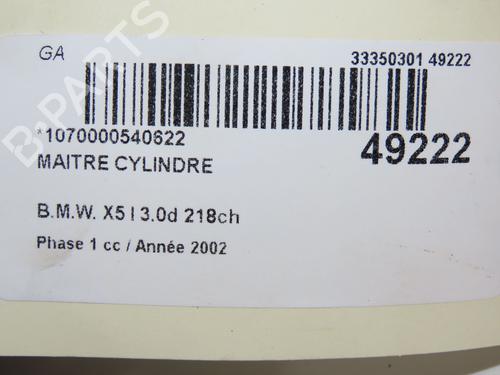 GA
33350301 49222
*1070000540622
49222
MAITRE CYLINDRE
B.M.W. X5 I 3.0d 218ch
Phase 1 cc / Année 2002
B-PARTS